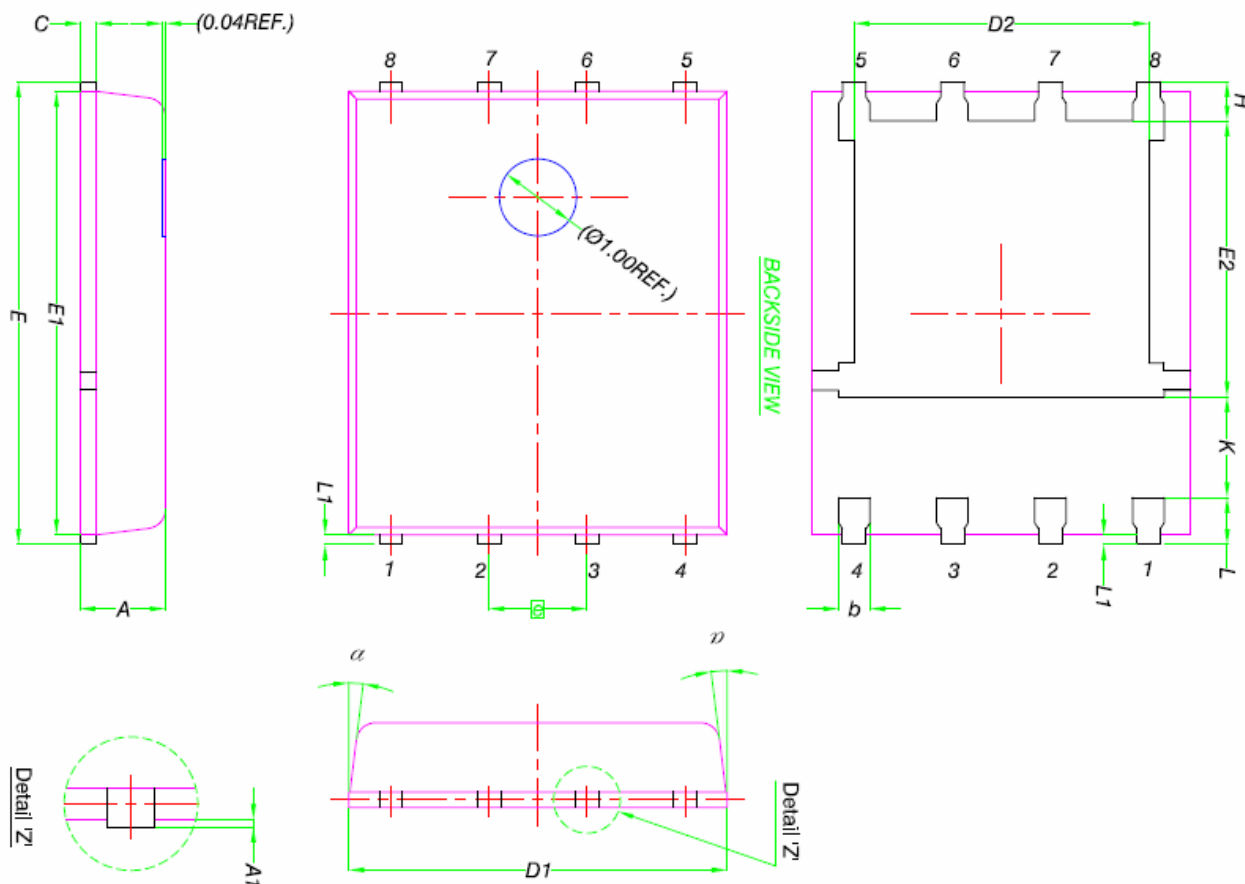 C
(0.04REF.)
E
E1
A
8
7
6
5
(Ø1.00REF.)
L1
1
2
3
4
e
BACKSIDE VIEW
D2
5
6
7
8
H
E2
K
L
L1
4
3
2
1
b
α
α
D1
Detail 'Z'
Detail 'Z'
A1